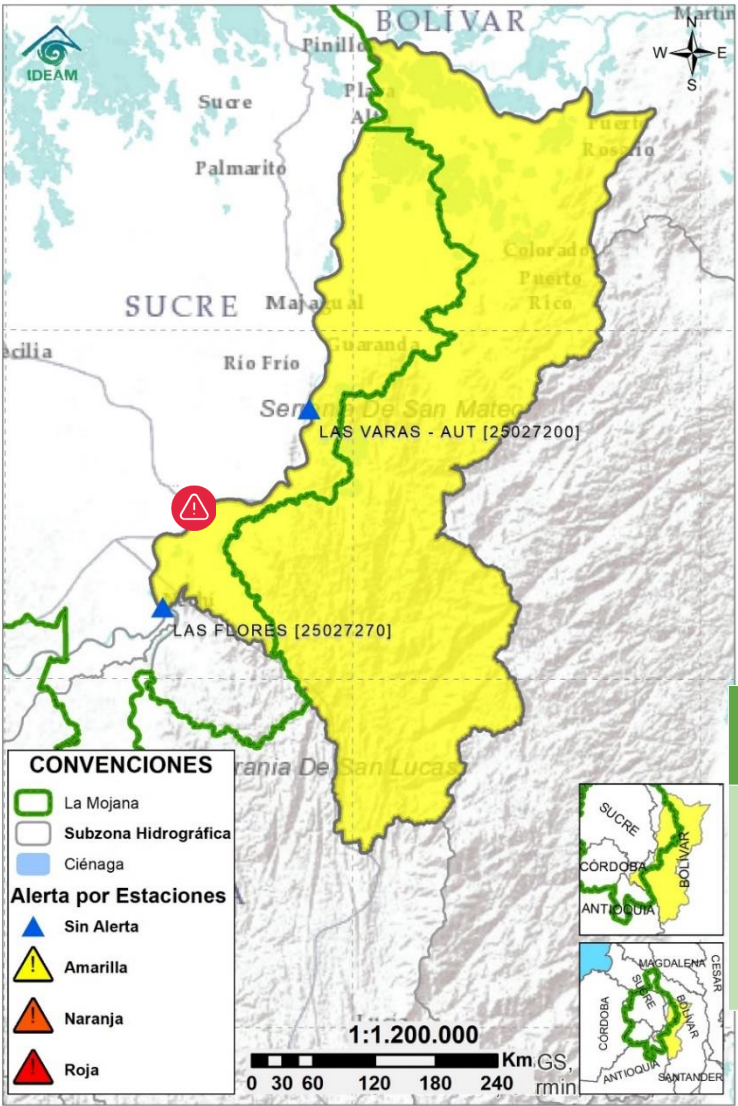 IDEAM
BOLÍVAR
N
W E
S
Pinillo
Sucre
Palmarito
Puerto
Rosario
Colorado
Puerto
Rico
SUCRE
Majagual
Guaranda
Río Frío
LAS VARAS - AUT [25027200]
LAS FLORES [25027270]
CONVENCIONES
La Mojana
Subzona Hidrográfica
Ciénaga
Alerta por Estaciones
Sin Alerta
Amarilla
Naranja
Roja
1:1.200.000
Km
0 30 60 120 180 240
GS,
SUCRE
CÓRDOBA
BOLÍVAR
ANTIOQUIA
MAGDALENA
CESAR
SUCRE
BOLÍVAR
CÓRDOBA
ANTIOQUIA
SANTANDER